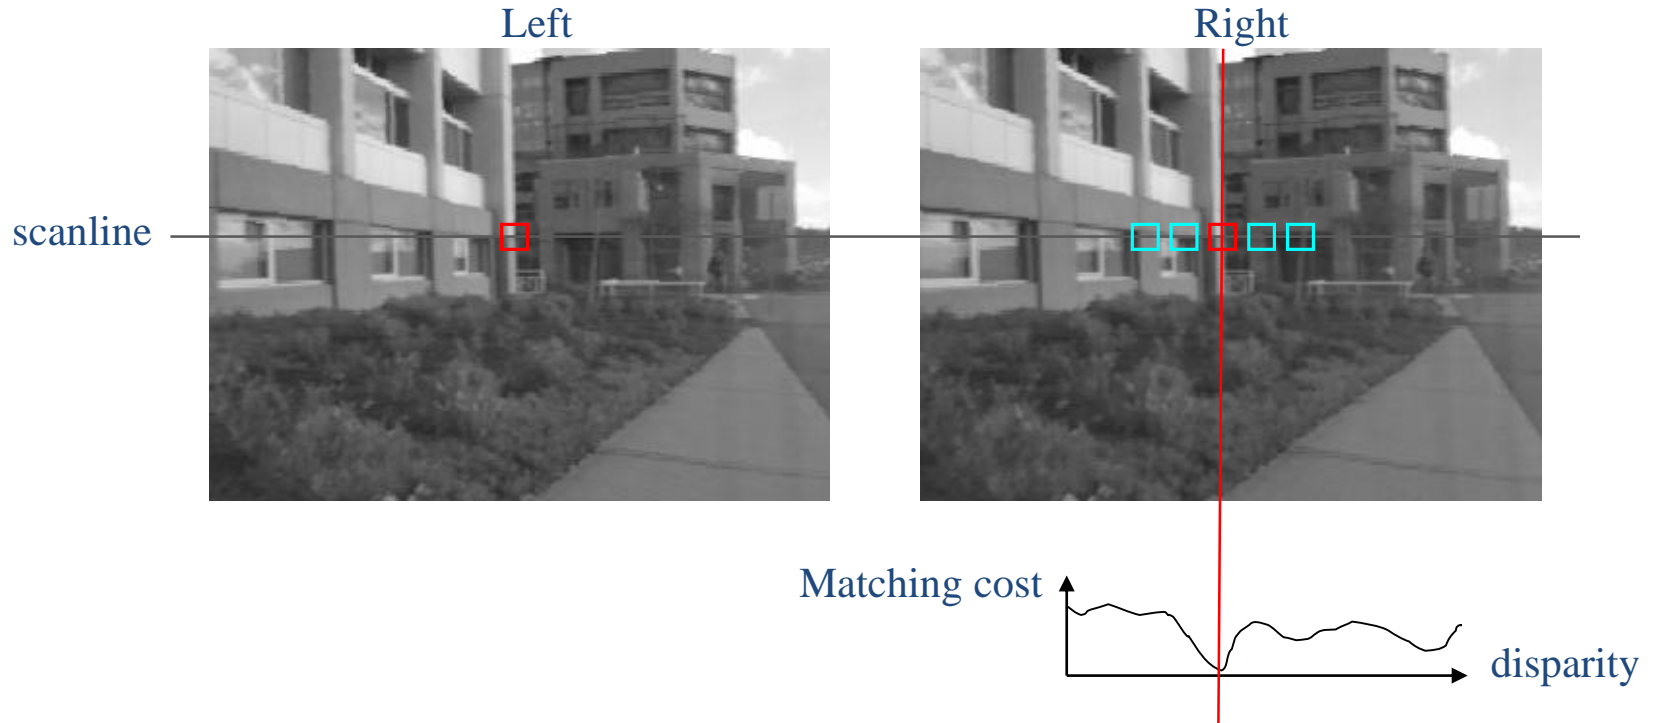 Left
Right
scanline
Matching cost
disparity